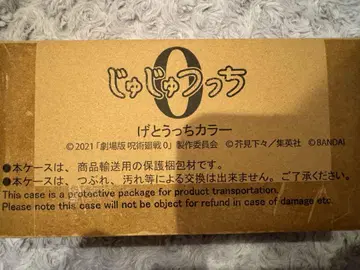 0
じゅじゅつっち
げとうっちカラー
©2021「劇場版 呪術廻戦 0」製作委員会 ©芥見下々/集英社 ©BANDAI
●本ケースは、商品輸送用の保護梱包材です。
●本ケースは、つぶれ、汚れ等による交換は出来ません。ご了承ください。
This case is a protective package for product transportation.
Please note this case will not be object for refund in case of damage etc.